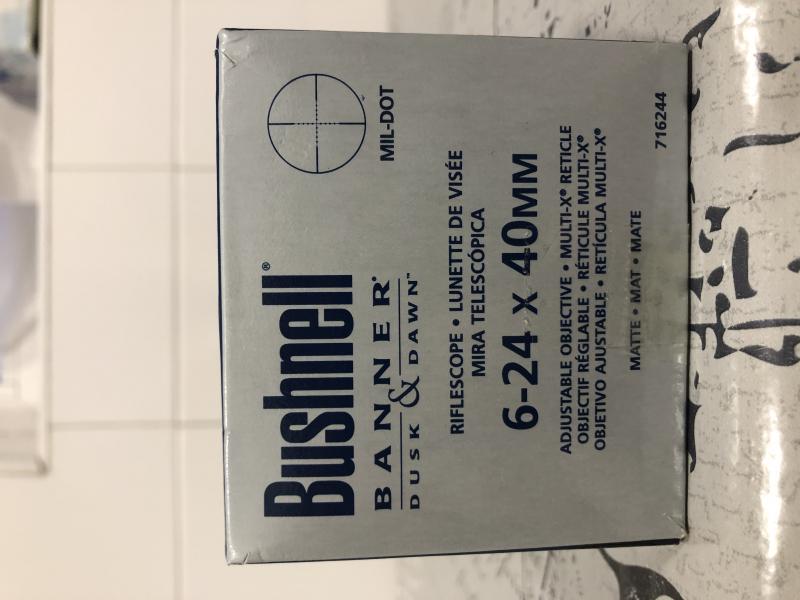 Bushnell®
BANNER®
DUSK & DAWN™
MIL-DOT
RIFLESCOPE • LUNETTE DE VISÉE
MIRA TELESCÓPICA
6-24 x 40MM
ADJUSTABLE OBJECTIVE • MULTI-X® RETICLE
OBJECTIF RÉGLABLE • RÉTICULE MULTI-X®
OBJETIVO AJUSTABLE • RETÍCULA MULTI-X®
MATTE • MAT • MATE
716244